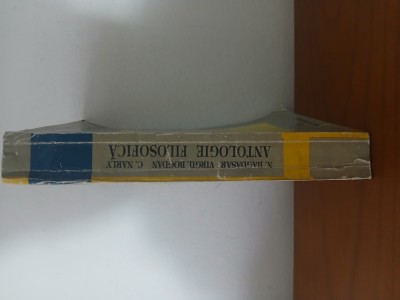 N. BAGDASAR VIRGIL BOGDAN C. NARLY
ANTOLOGIE FILOSOFICĂ